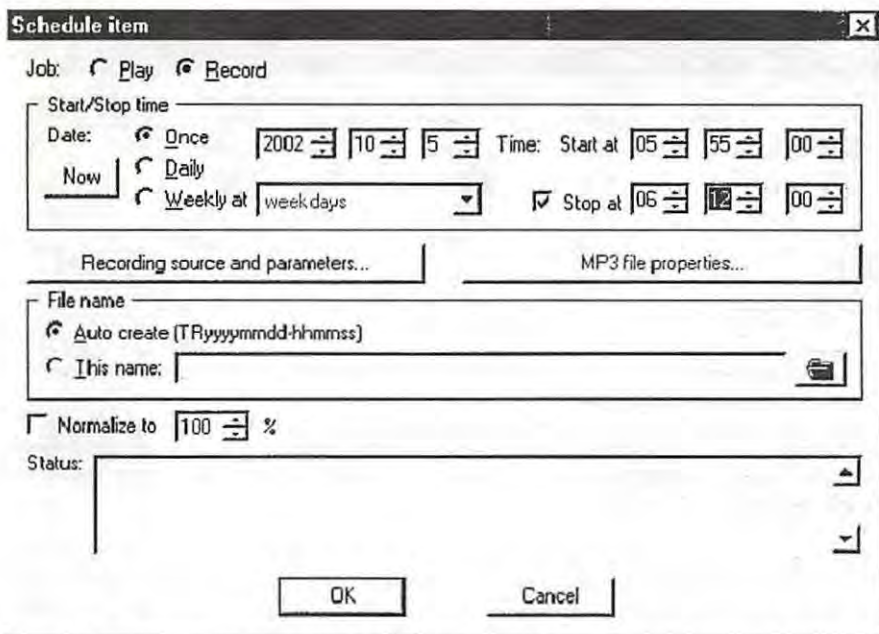 Schedule item
Job: Play Record
Start/Stop time
Date: Once 2002 10 5 Time: Start at 05 55 00
Now Daily
Weekly at weekdays Stop at 06 12 00
Recording source and parameters... MP3 file properties...
File name
Auto create (TRyyyymmdd-hhmmss)
This name:
Normalize to 100 %
Status:
OK Cancel